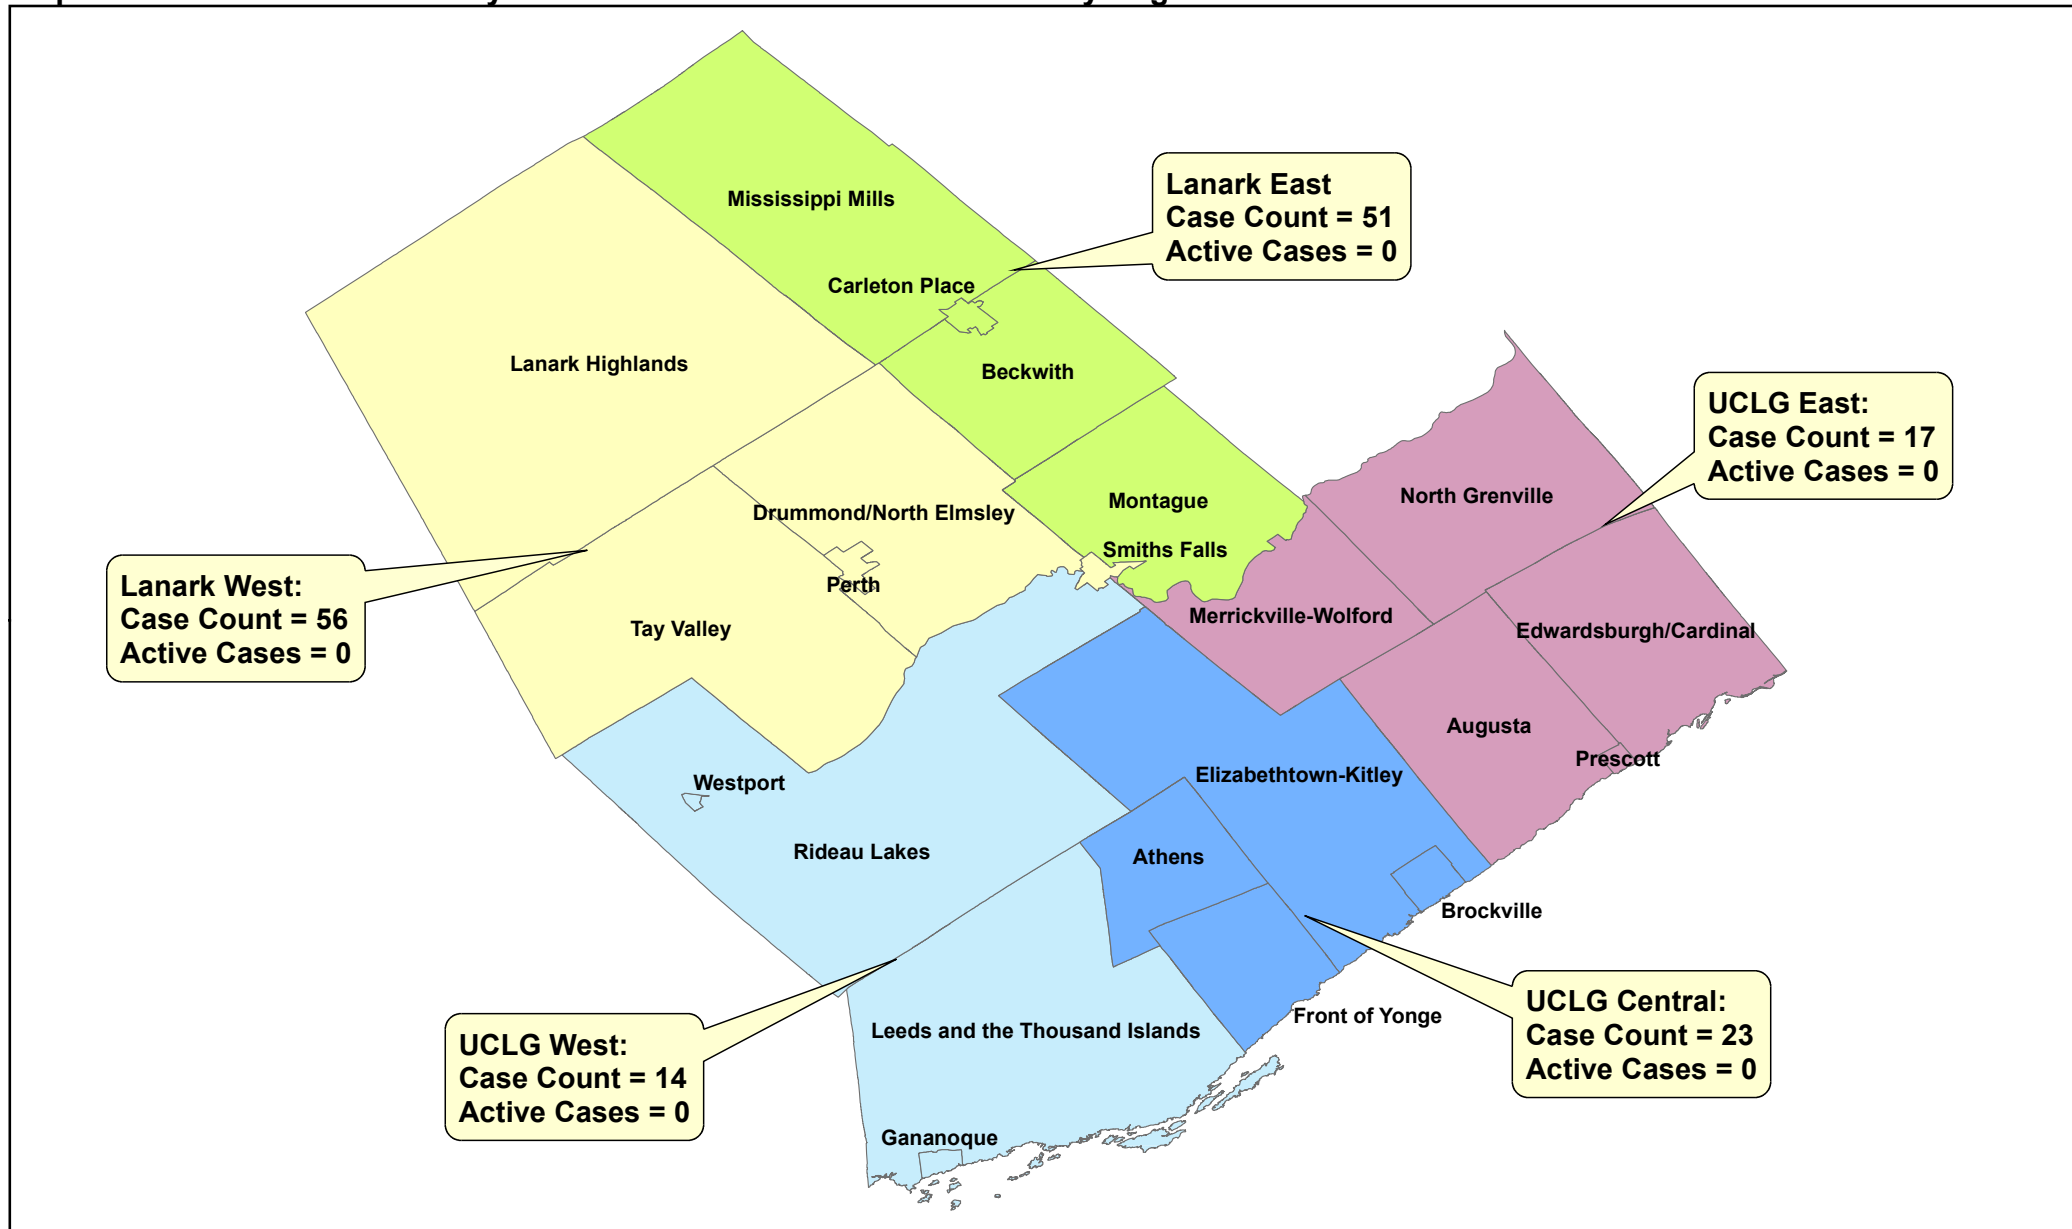 Mississippi Mills
Lanark East
Case Count = 51
Active Cases = 0
Carleton Place
Lanark Highlands
Beckwith
UCLG East:
Case Count = 17
Active Cases = 0
North Grenville
Montague
Drummond/North Elmsley
Smiths Falls
Perth
Lanark West:
Case Count = 56
Active Cases = 0
Tay Valley
Merrickville-Wolford
Edwardsburgh/Cardinal
Augusta
Prescott
Westport
Elizabethtown-Kitley
Rideau Lakes
Athens
Brockville
UCLG Central:
Case Count = 23
Active Cases = 0
Front of Yonge
Leeds and the Thousand Islands
UCLG West:
Case Count = 14
Active Cases = 0
Gananoque